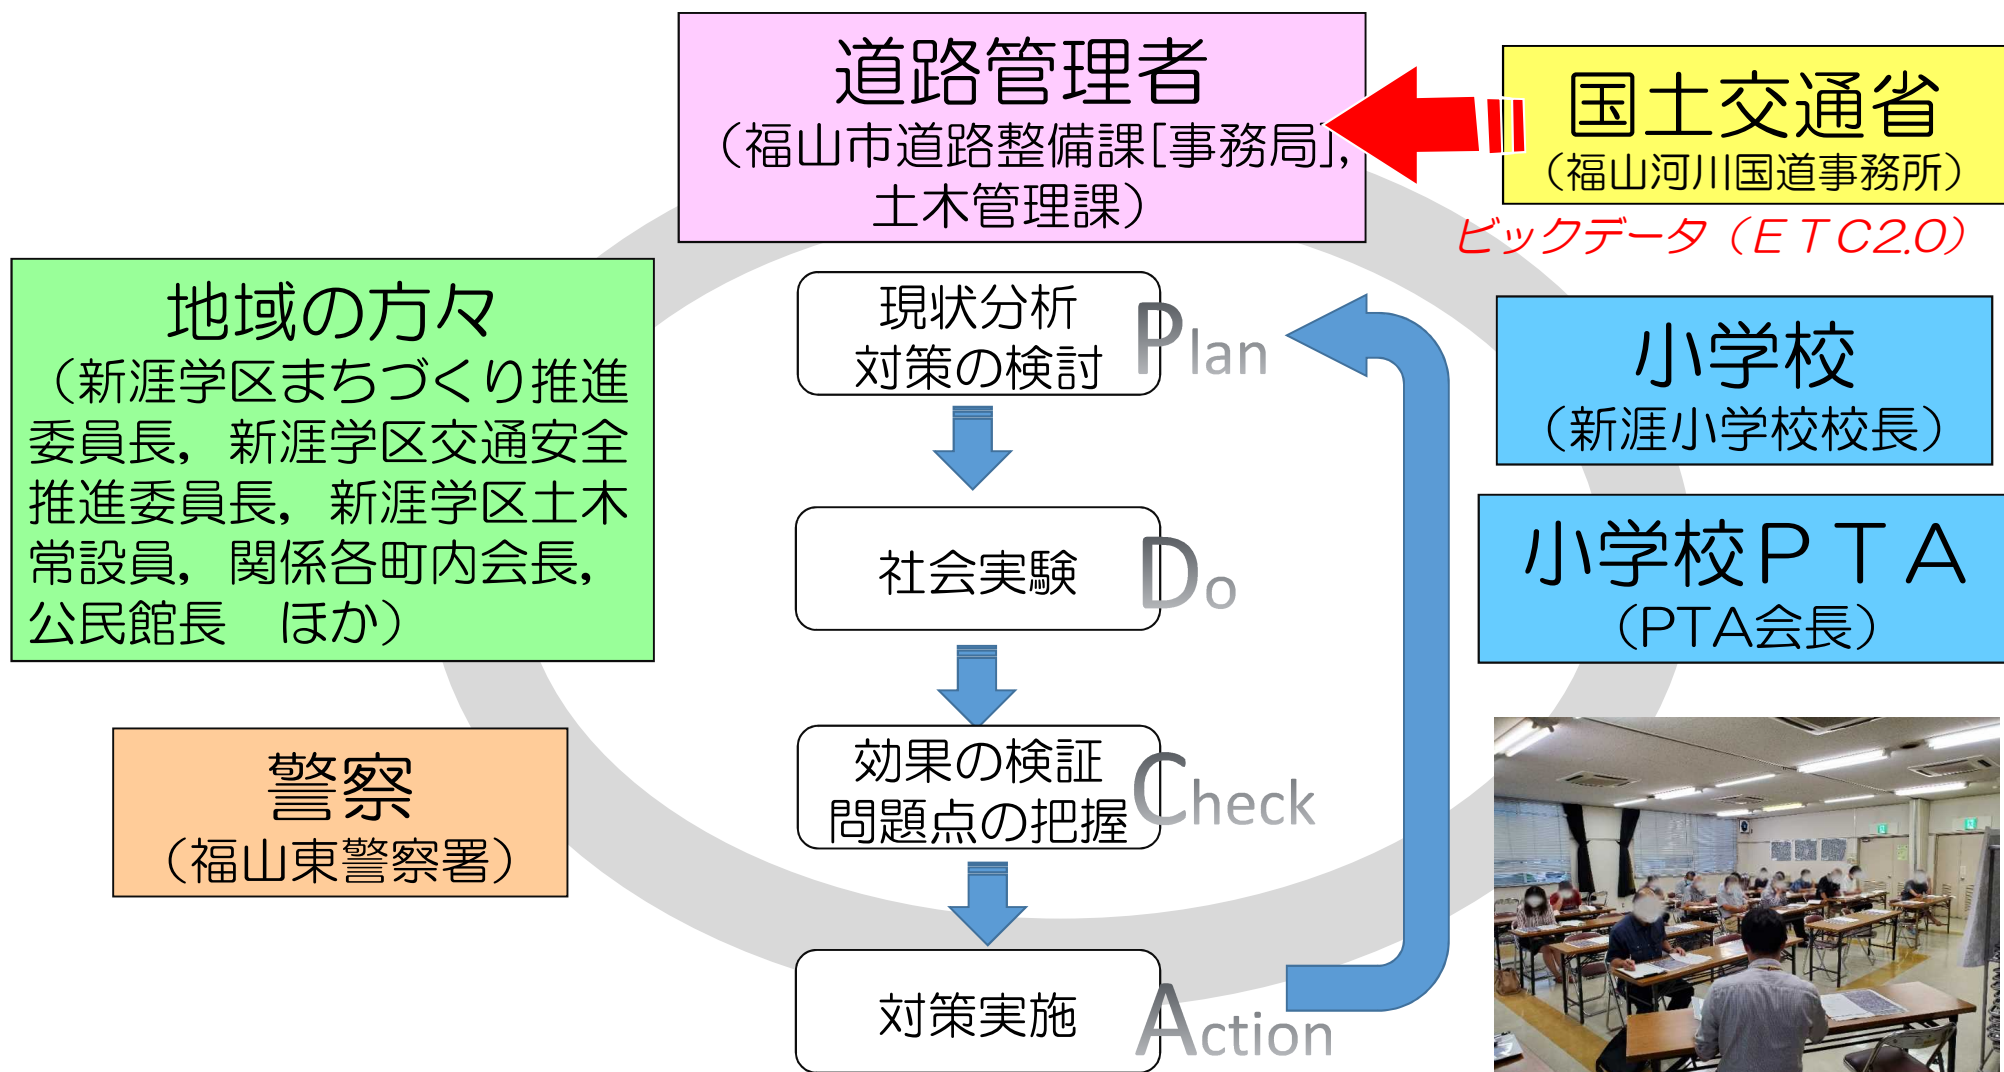 道路管理者
（福山市道路整備課[事務局],
土木管理課）
国土交通省
（福山河川国道事務所）
ビックデータ（ＥＴＣ2.0）
地域の方々
（新涯学区まちづくり推進
委員長，新涯学区交通安全
推進委員長，新涯学区土木
常設員，関係各町内会長，
公民館長　ほか）
現状分析
対策の検討
Plan
小学校
（新涯小学校校長）
社会実験
Do
小学校ＰＴＡ
（PTA会長）
警察
（福山東警察署）
効果の検証
問題点の把握
Check
対策実施
Action